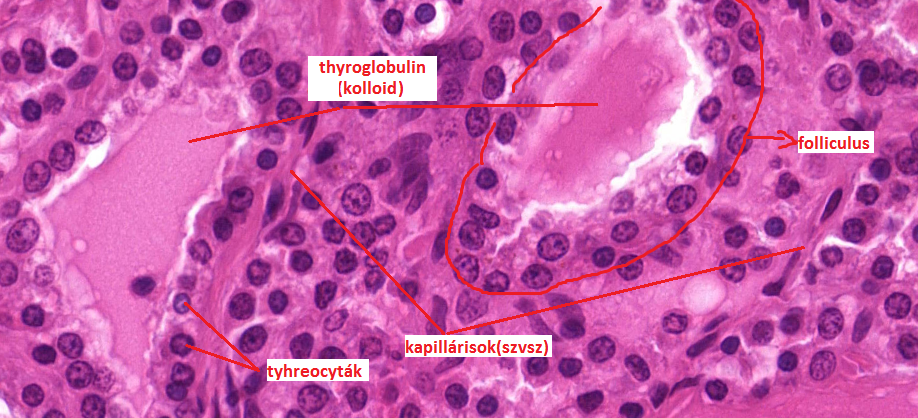 thyroglobulin
(kolloid)
folliculus
kapillárisok(szvsz)
tyhreocyták